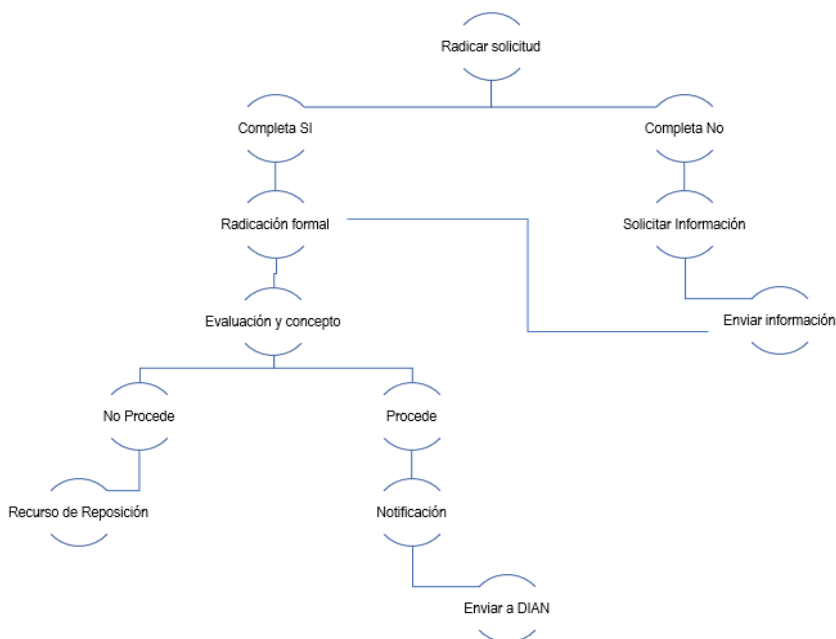 Radicar solicitud
Completa SI
Completa No
Radicación formal
Solicitar Información
Evaluación y concepto
Enviar información
No Procede
Procede
Recurso de Reposición
Notificación
Enviar a DIAN